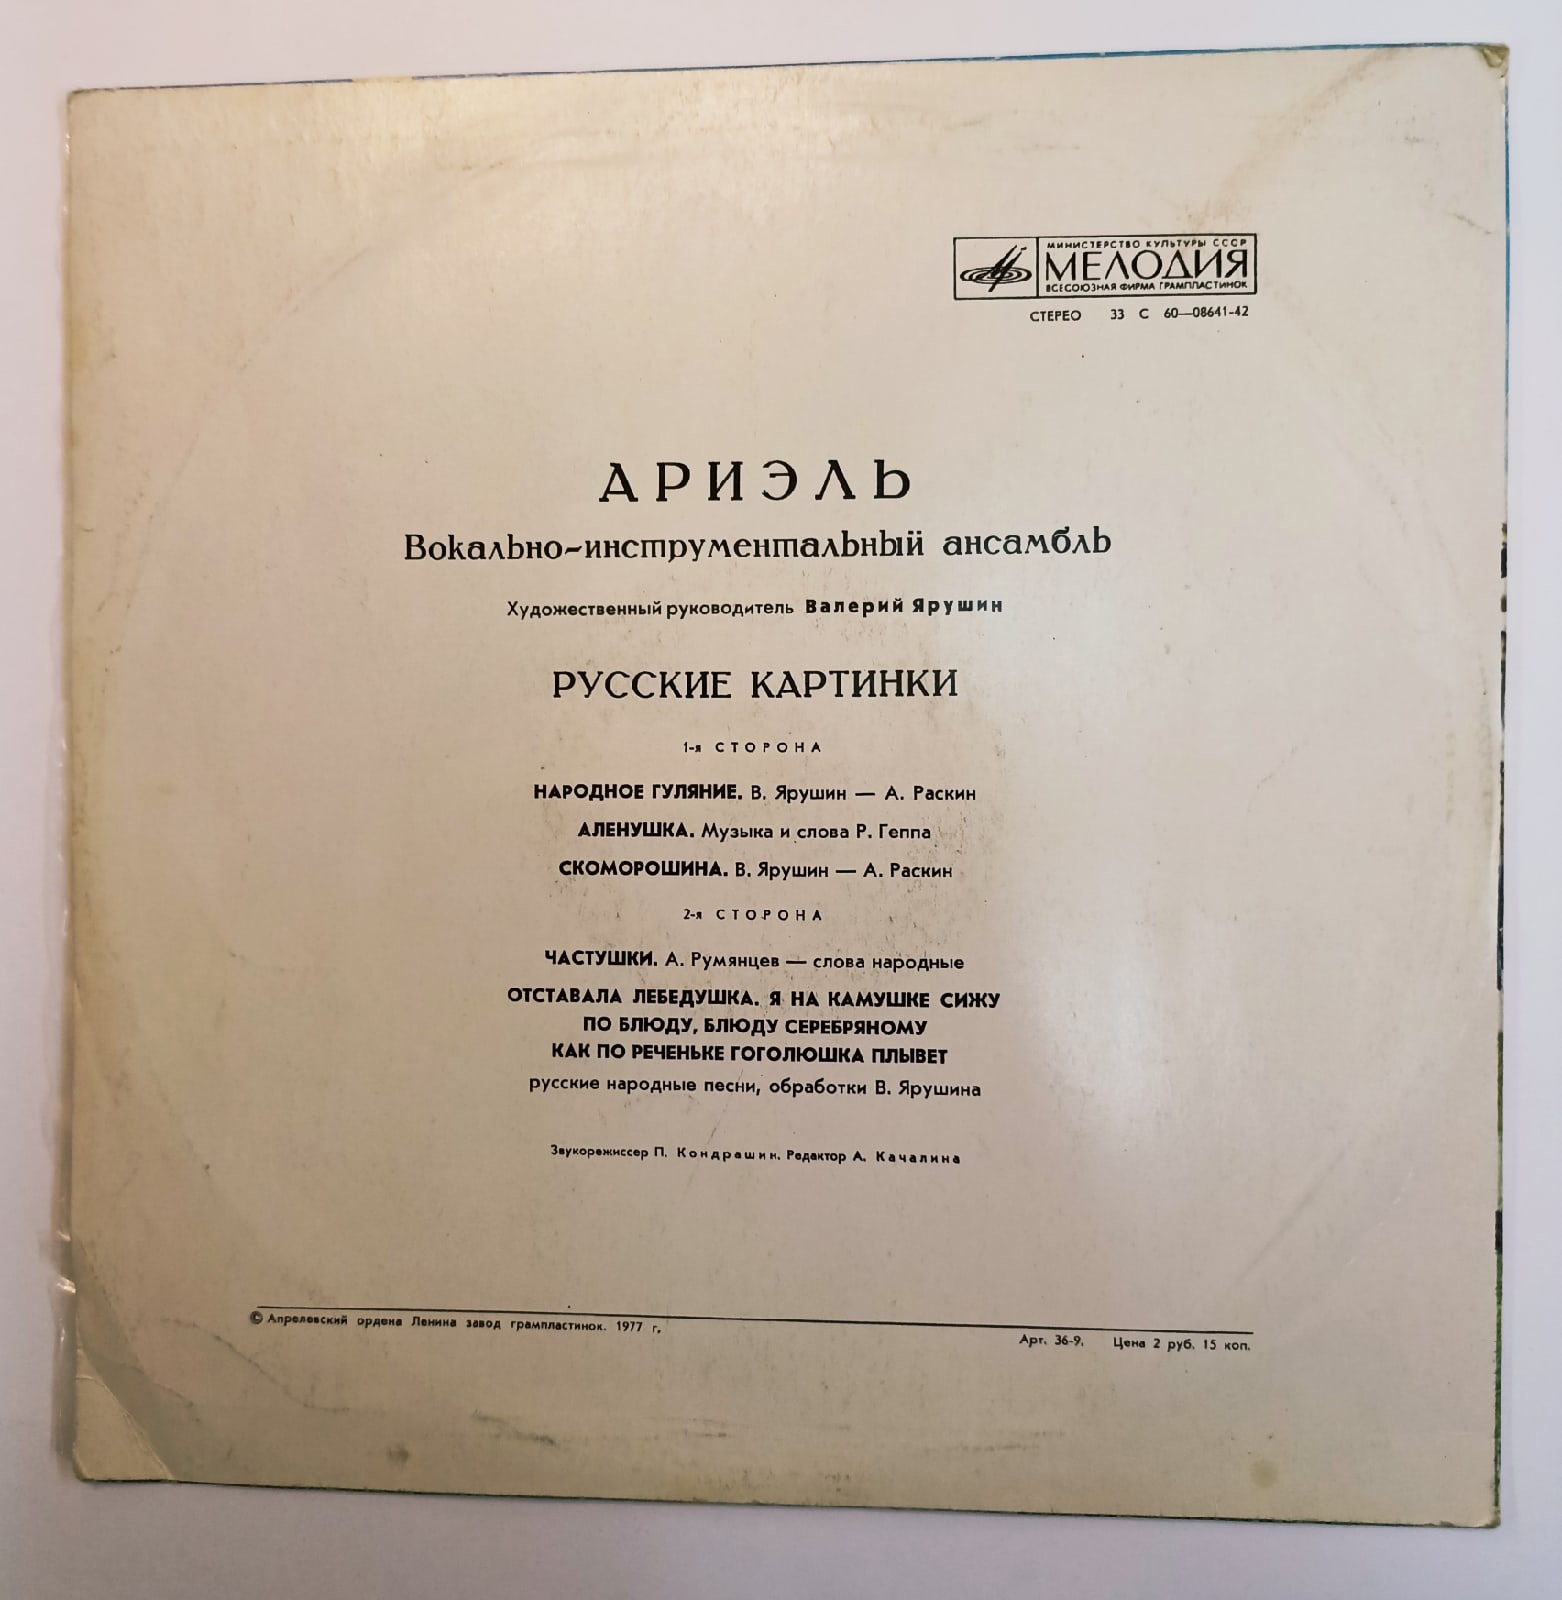 МИНИСТЕРСТВО КУЛЬТУРЫ СССР
МЕЛОДИЯ
ВСЕСОЮЗНАЯ ФИРМА ГРАМПЛАСТИНОК
СТЕРЕО 33 С 60—08641-42
АРИЭЛЬ
Вокально-инструментальный ансамбль
Художественный руководитель Валерий Ярушин
РУССКИЕ КАРТИНКИ
1-я СТОРОНА
НАРОДНОЕ ГУЛЯНИЕ. В. Ярушин — А. Раскин
АЛЕНУШКА. Музыка и слова Р. Геппа
СКОМОРОШИНА. В. Ярушин — А. Раскин
2-я СТОРОНА
ЧАСТУШКИ. А. Румянцев — слова народные
ОТСТАВАЛА ЛЕБЕДУШКА. Я НА КАМУШКЕ СИЖУ
ПО БЛЮДУ, БЛЮДУ СЕРЕБРЯНОМУ
КАК ПО РЕЧЕНЬКЕ ГОГОЛЮШКА ПЛЫВЕТ
русские народные песни, обработки В. Ярушина
Звукорежиссер П. Кондрашин. Редактор А. Качалина
© Апрелевский ордена Ленина завод грампластинок. 1977 г.
Арт. 36-9. Цена 2 руб. 15 коп.